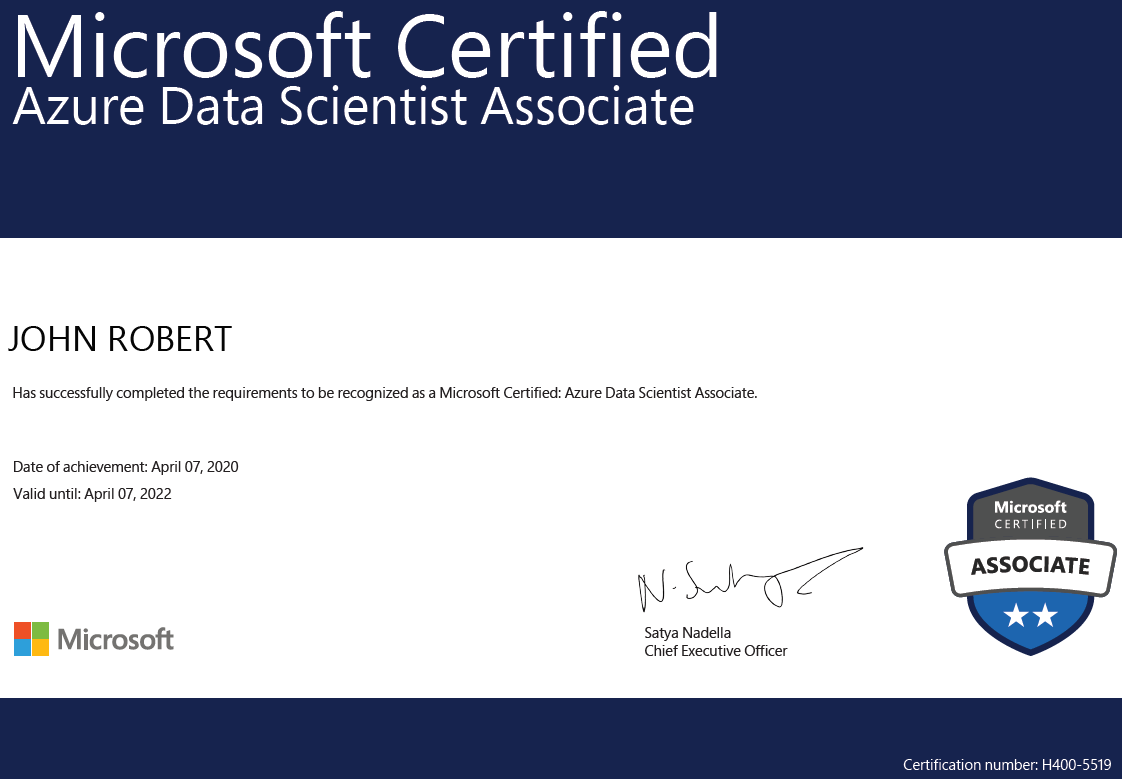 Microsoft Certified
Azure Data Scientist Associate
JOHN ROBERT
Has successfully completed the requirements to be recognized as a Microsoft Certified: Azure Data Scientist Associate.
Date of achievement: April 07, 2020
Valid until: April 07, 2022
Microsoft
CERTIFIED
ASSOCIATE
Microsoft
Satya Nadella
Chief Executive Officer
Certification number: H400-5519